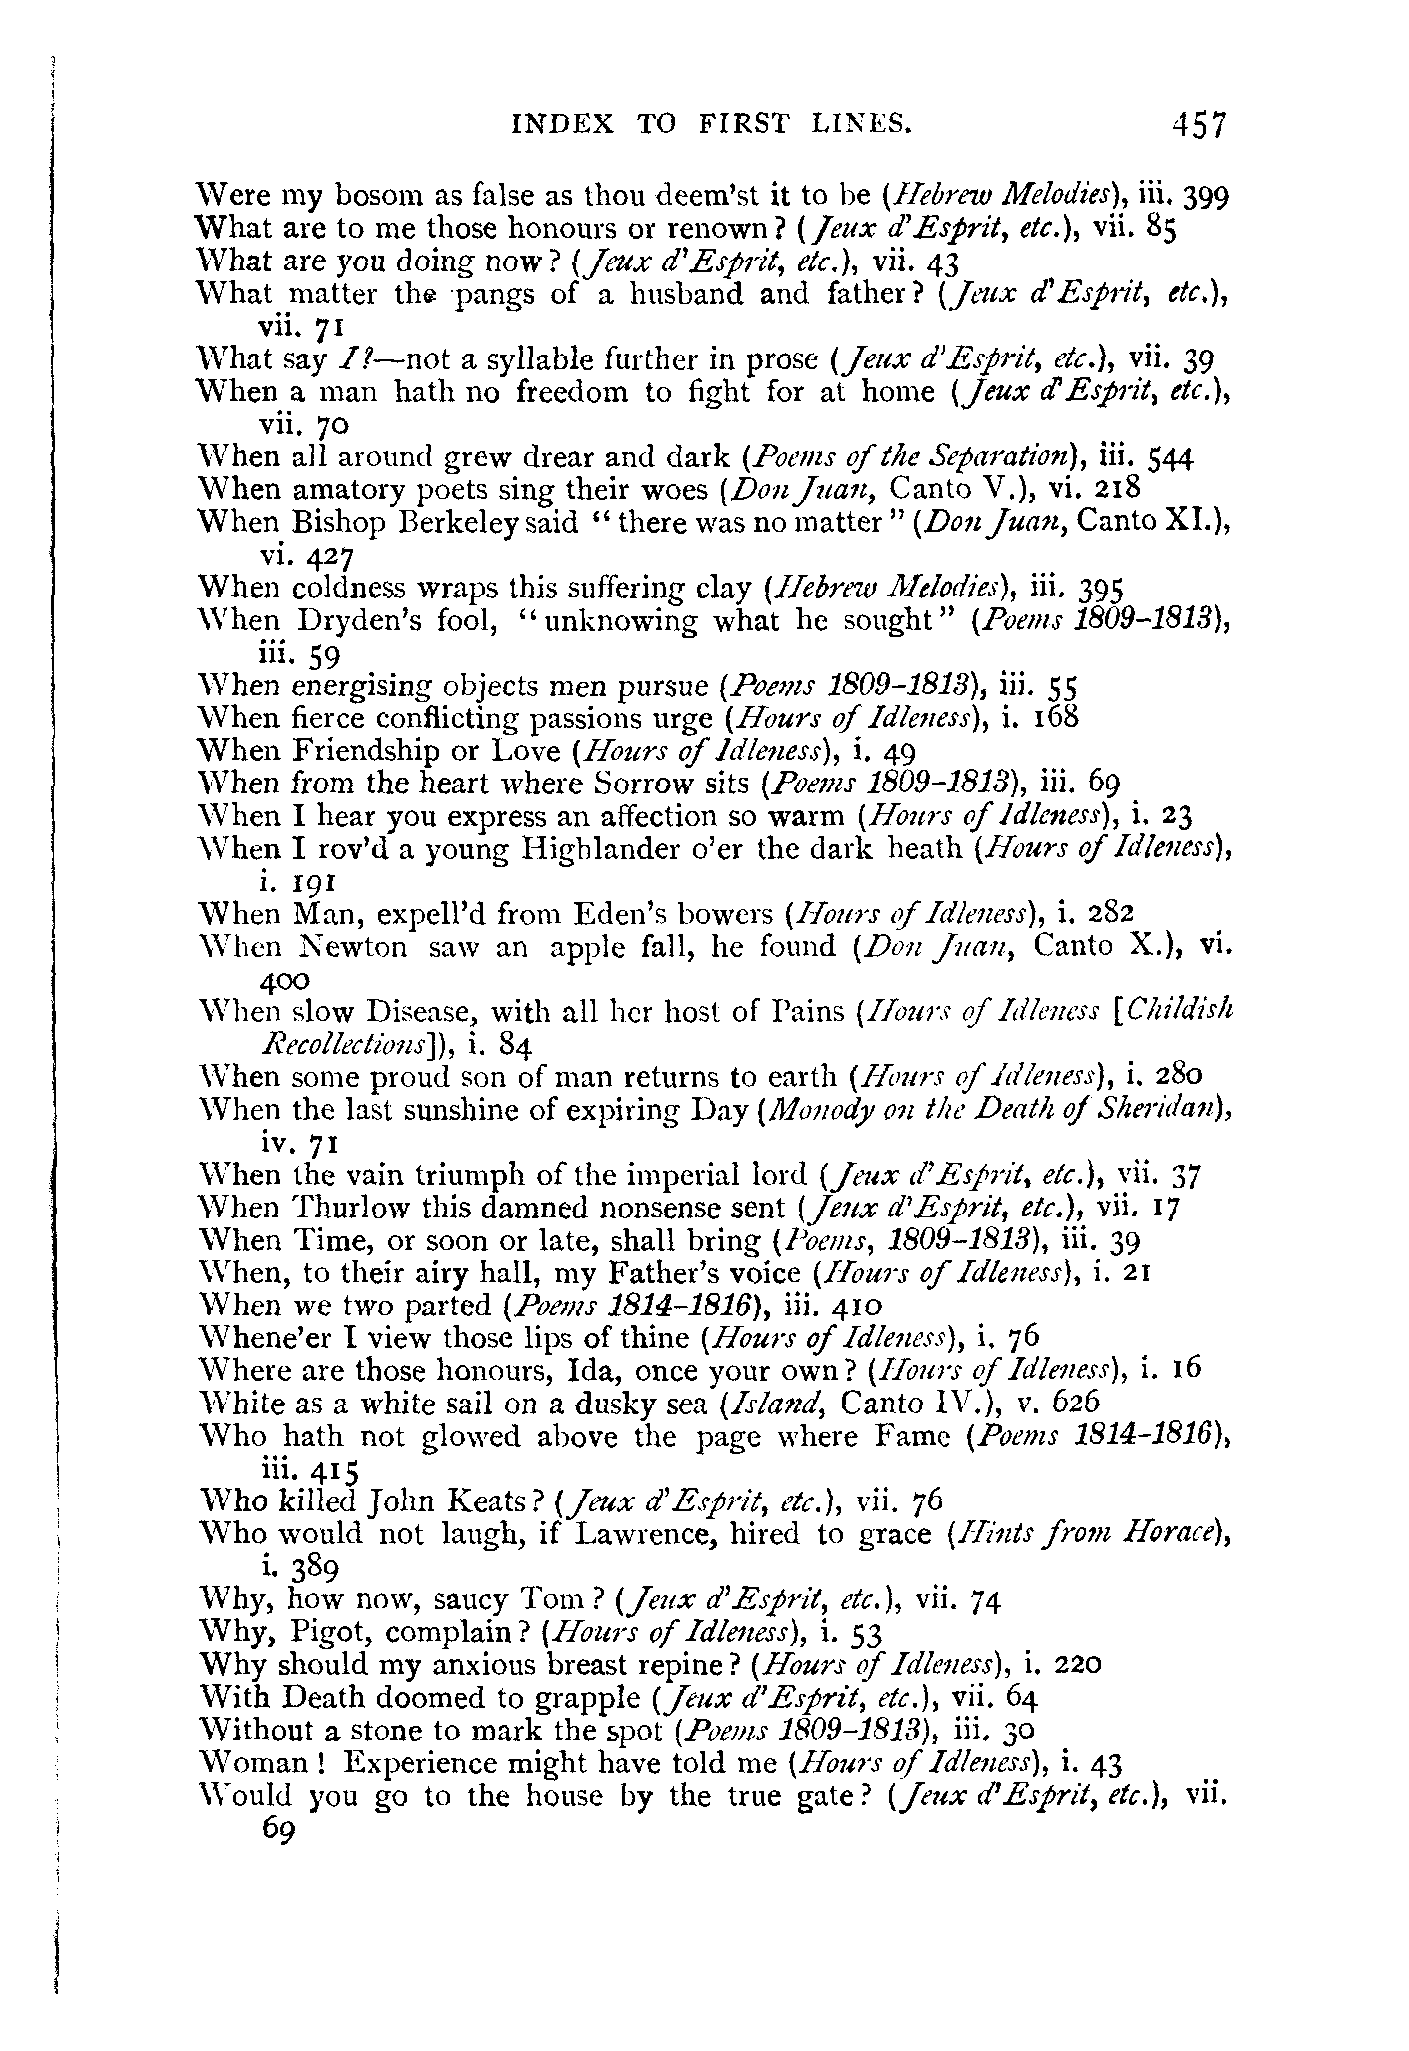 INDEX TO FIRST LINES. 457
Were my bosom as false as thou deem'st it to be (Hebrew Melodies), iii. 399
What are to me those honours or renown? (Jeux d'Esprit, etc.), vii. 85
What are you doing now? (Jeux d'Esprit, etc.), vii. 43
What matter the pangs of a husband and father? (Jeux d'Esprit, etc.),
vii. 71
What say I?—not a syllable further in prose (Jeux d'Esprit, etc.), vii. 39
When a man hath no freedom to fight for at home (Jeux d'Esprit, etc.),
vii. 70
When all around grew drear and dark (Poems of the Separation), iii. 544
When amatory poets sing their woes (Don Juan, Canto V.), vi. 218
When Bishop Berkeley said "there was no matter" (Don Juan, Canto XI.),
vi. 427
When coldness wraps this suffering clay (Hebrew Melodies), iii. 395
When Dryden's fool, "unknowing what he sought" (Poems 1809–1813),
iii. 59
When energising objects men pursue (Poems 1809–1813), iii. 55
When fierce conflicting passions urge (Hours of Idleness), i. 168
When Friendship or Love (Hours of Idleness), i. 49
When from the heart where Sorrow sits (Poems 1809–1813), iii. 69
When I hear you express an affection so warm (Hours of Idleness), i. 23
When I rov'd a young Highlander o'er the dark heath (Hours of Idleness),
i. 191
When Man, expell'd from Eden's bowers (Hours of Idleness), i. 282
When Newton saw an apple fall, he found (Don Juan, Canto X.), vi.
400
When slow Disease, with all her host of Pains (Hours of Idleness [Childish
Recollections]), i. 84
When some proud son of man returns to earth (Hours of Idleness), i. 280
When the last sunshine of expiring Day (Monody on the Death of Sheridan),
iv. 71
When the vain triumph of the imperial lord (Jeux d'Esprit, etc.), vii. 37
When Thurlow this damned nonsense sent (Jeux d'Esprit, etc.), vii. 17
When Time, or soon or late, shall bring (Poems, 1809–1813), iii. 39
When, to their airy hall, my Father's voice (Hours of Idleness), i. 21
When we two parted (Poems 1814–1816), iii. 410
Whene'er I view those lips of thine (Hours of Idleness), i. 76
Where are those honours, Ida, once your own? (Hours of Idleness), i. 16
White as a white sail on a dusky sea (Island, Canto IV.), v. 626
Who hath not glowed above the page where Fame (Poems 1814–1816),
iii. 415
Who killed John Keats? (Jeux d'Esprit, etc.), vii. 76
Who would not laugh, if Lawrence, hired to grace (Hints from Horace),
i. 389
Why, how now, saucy Tom? (Jeux d'Esprit, etc.), vii. 74
Why, Pigot, complain? (Hours of Idleness), i. 53
Why should my anxious breast repine? (Hours of Idleness), i. 220
With Death doomed to grapple (Jeux d'Esprit, etc.), vii. 64
Without a stone to mark the spot (Poems 1809–1813), iii. 30
Woman! Experience might have told me (Hours of Idleness), i. 43
Would you go to the house by the true gate? (Jeux d'Esprit, etc.), vii.
69